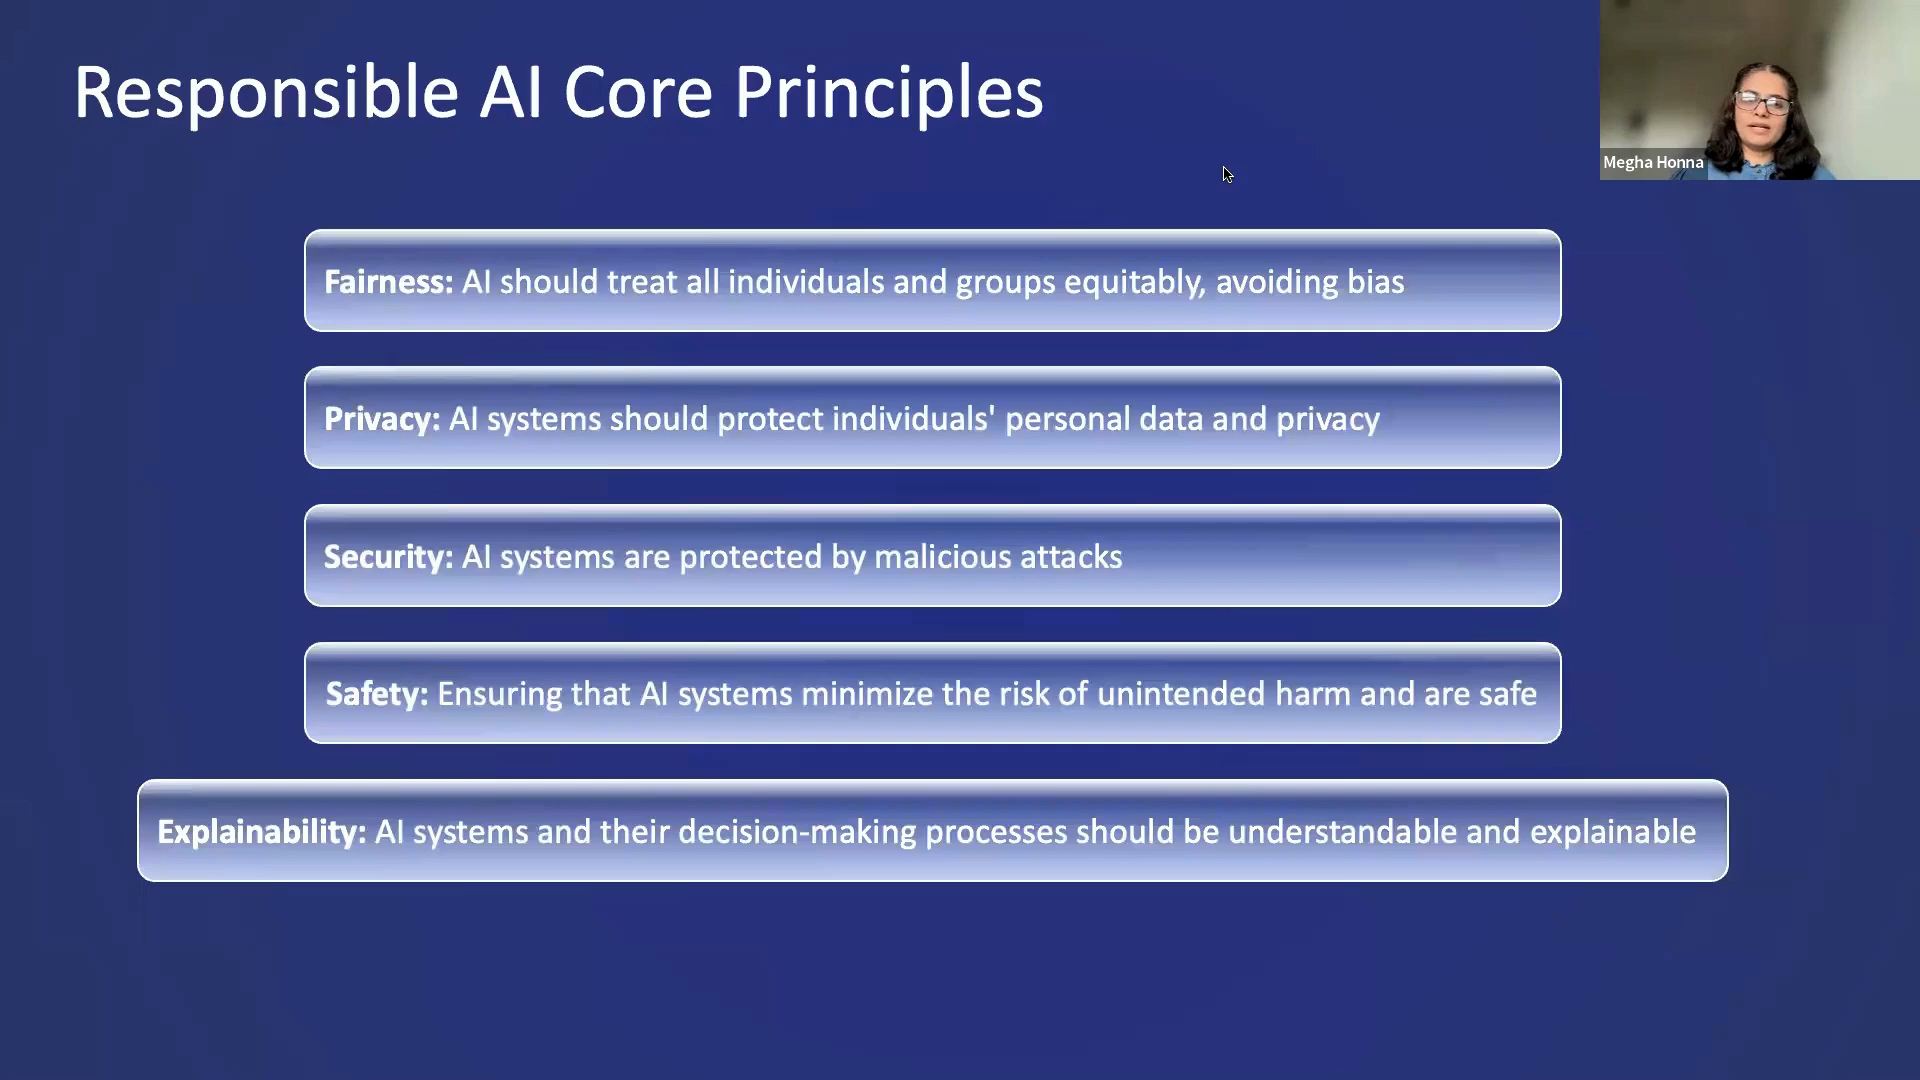 Responsible AI Core Principles
Megha Honna
Fairness: AI should treat all individuals and groups equitably, avoiding bias
Privacy: AI systems should protect individuals' personal data and privacy
Security: AI systems are protected by malicious attacks
Safety: Ensuring that AI systems minimize the risk of unintended harm and are safe
Explainability: AI systems and their decision-making processes should be understandable and explainable